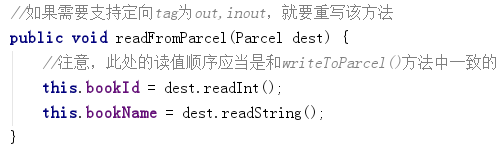 //如果需要支持定向tag为out,inout，就要重写该方法
public void readFromParcel(Parcel dest) {
//注意，此处的读值顺序应当是和writeToParcel()方法中一致的
this.bookId = dest.readInt();
this.bookName = dest.readString();
}